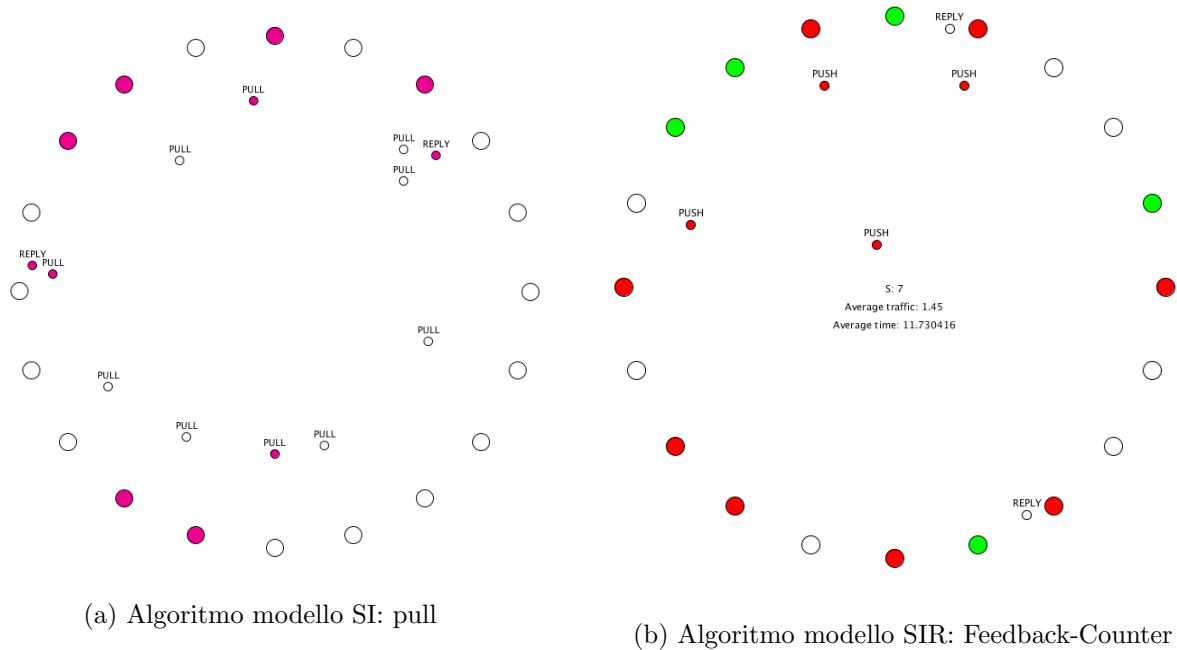 PULL
PULL
PULL
REPLY
PULL
REPLY
PULL
PULL
PULL
PULL
PULL
PULL
(a) Algoritmo modello SI: pull
REPLY
PUSH
PUSH
PUSH
PUSH
S: 7
Average traffic: 1.45
Average time: 11.730416
REPLY
(b) Algoritmo modello SIR: Feedback-Counter